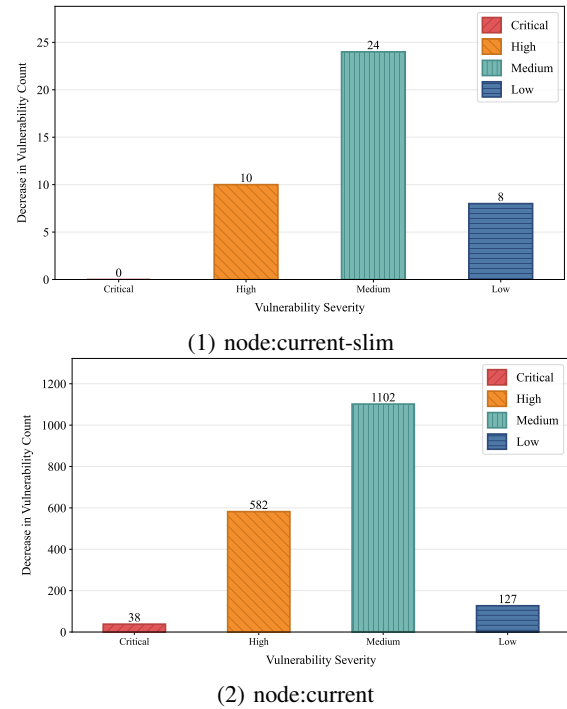 Critical
High
Medium
Low
Decrease in Vulnerability Count
25
20
15
10
5
0
0
10
24
8
Critical High Medium Low
Vulnerability Severity
(1) node:current-slim
Critical
High
Medium
Low
Decrease in Vulnerability Count
1200
1000
800
600
400
200
0
38
582
1102
127
Critical High Medium Low
Vulnerability Severity
(2) node:current